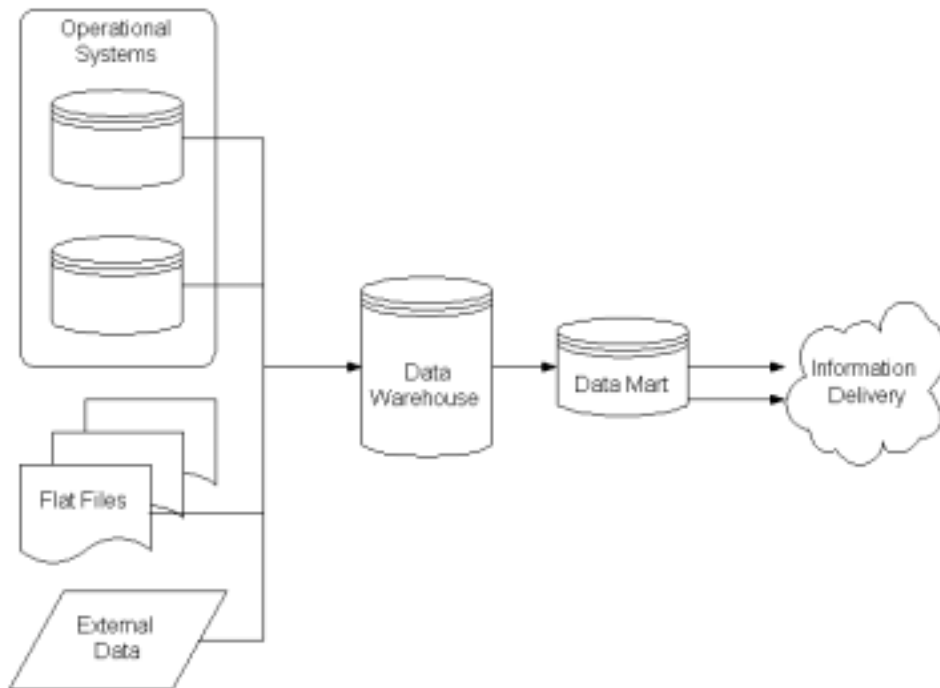 Operational
Systems
Data
Warehouse
Data Mart
Information
Delivery
Flat Files
External
Data